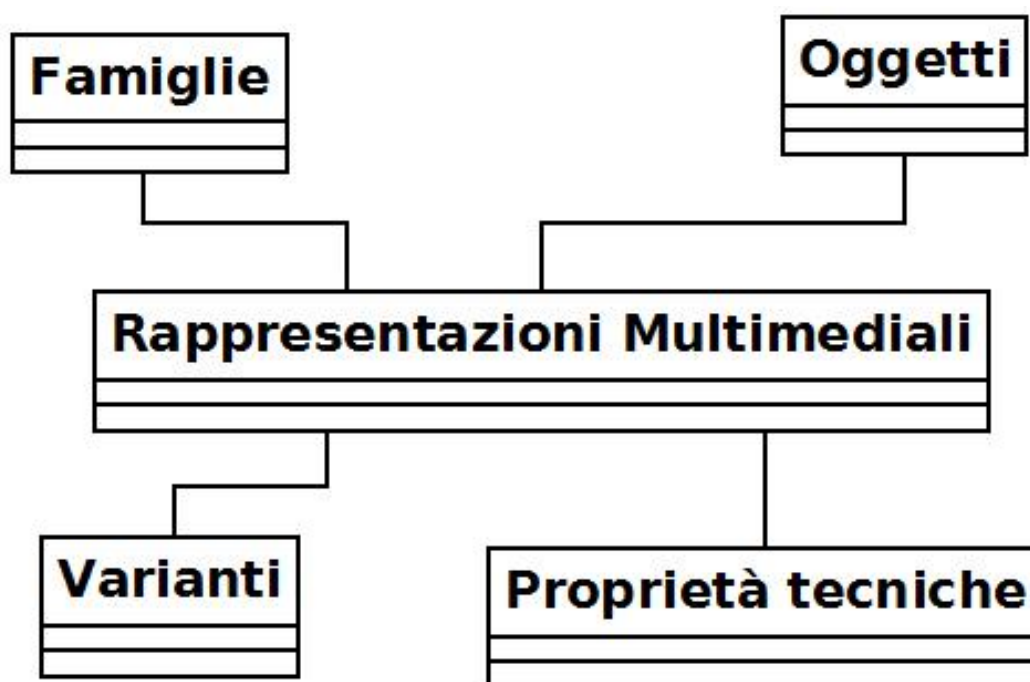 Famiglie
Oggetti
Rappresentazioni Multimediali
Varianti
Proprietà tecniche